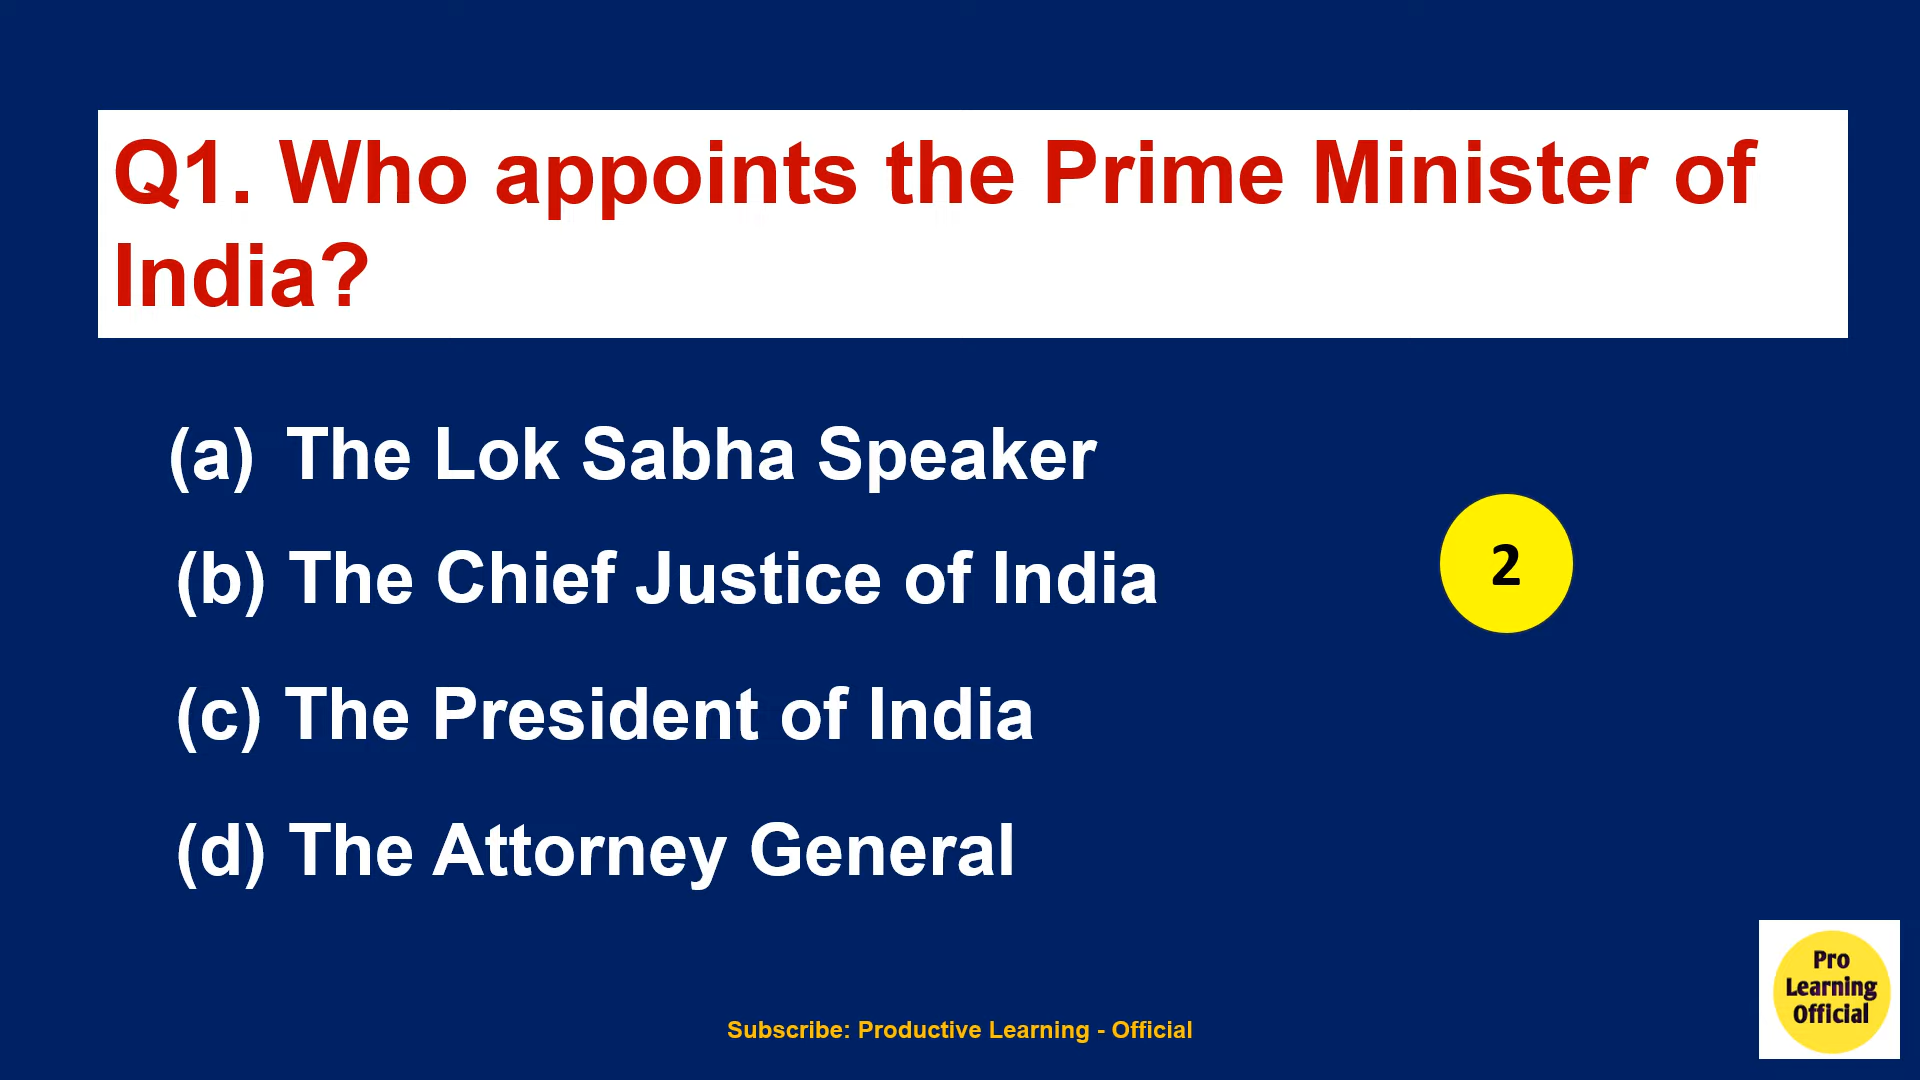 Q1. Who appoints the Prime Minister of
India?
(a) The Lok Sabha Speaker
(b) The Chief Justice of India
2
(c) The President of India
(d) The Attorney General
Pro
Learning
Official
Subscribe: Productive Learning - Official